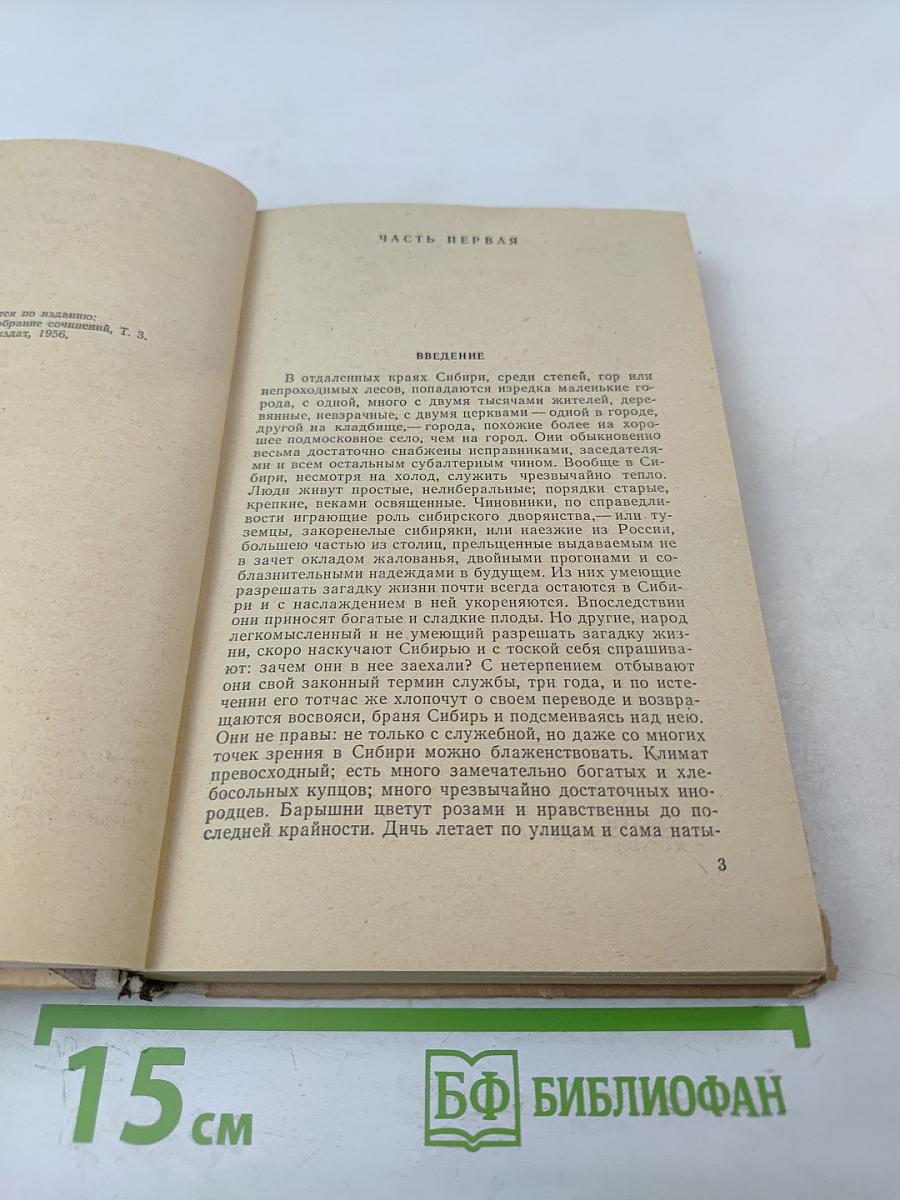 тся по изданию:
обрание сочинений, Т. 3.
издат, 1956.
ЧАСТЬ ПЕРВАЯ
ВВЕДЕНИЕ
В отдаленных краях Сибири, среди степей, гор или
непроходимых лесов, попадаются изредка маленькие го-
рода, с одной, много с двумя тысячами жителей, дере-
вянные, невзрачные, с двумя церквами — одной в городе,
другой на кладбище,— города, похожие более на хоро-
шее подмосковное село, чем на город. Они обыкновенно
весьма достаточно снабжены исправниками, заседателя-
ми и всем остальным субалтерным чином. Вообще в Си-
бири, несмотря на холод, служить чрезвычайно тепло.
Люди живут простые, нелиберальные; порядки старые,
крепкие, веками освященные. Чиновники, по справедли-
вости играющие роль сибирского дворянства,— или ту-
земцы, закоренелые сибиряки, или наезжие из России,
большею частью из столиц, прельщенные выдаваемым не
в зачет окладом жалованья, двойными прогонами и со-
блазнительными надеждами в будущем. Из них умеющие
разрешать загадку жизни почти всегда остаются в Сиби-
ри и с наслаждением в ней укореняются. Впоследствии
они приносят богатые и сладкие плоды. Но другие, народ
легкомысленный и не умеющий разрешать загадку жиз-
ни, скоро наскучают Сибирью и с тоской себя спрашива-
ют: зачем они в нее заехали? С нетерпением отбывают
они свой законный термин службы, три года, и по исте-
чении его тотчас же хлопочут о своем переводе и возвра-
щаются восвояси, браня Сибирь и подсмеиваясь над нею.
Они не правы: не только с служебной, но даже со многих
точек зрения в Сибири можно блаженствовать. Климат
превосходный; есть много замечательно богатых и хле-
босольных купцов; много чрезвычайно достаточных ино-
родцев. Барышни цветут розами и нравственны до по-
следней крайности. Дичь летает по улицам и сама наты-
3
15 см
БФ БИБЛИОФАН